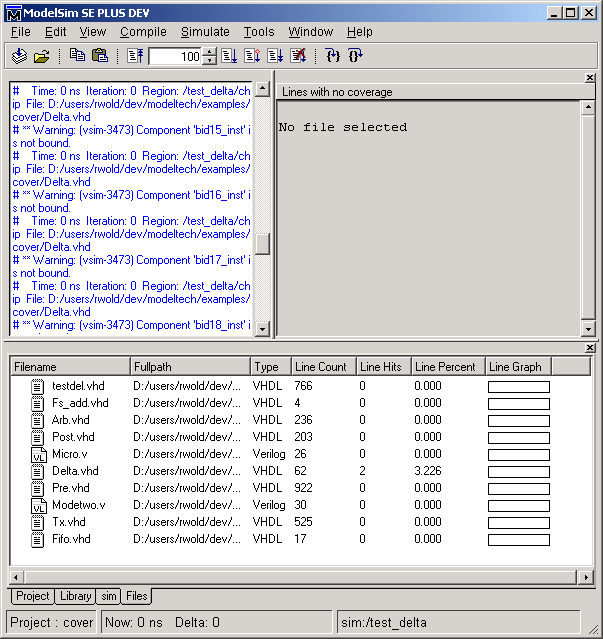 ModelSim SE PLUS DEV
File Edit View Compile Simulate Tools Window Help
100
# Time: 0 ns Iteration: 0 Region: /test_delta/ch
ip File: D:/users/rwold/dev/modeltech/examples/
cover/Delta.vhd
# ** Warning: (vsim-3473) Component 'bid15_inst' i
s not bound.
# Time: 0 ns Iteration: 0 Region: /test_delta/ch
ip File: D:/users/rwold/dev/modeltech/examples/
cover/Delta.vhd
# ** Warning: (vsim-3473) Component 'bid16_inst' i
s not bound.
# Time: 0 ns Iteration: 0 Region: /test_delta/ch
ip File: D:/users/rwold/dev/modeltech/examples/
cover/Delta.vhd
# ** Warning: (vsim-3473) Component 'bid17_inst' i
s not bound.
# Time: 0 ns Iteration: 0 Region: /test_delta/ch
ip File: D:/users/rwold/dev/modeltech/examples/
cover/Delta.vhd
# ** Warning: (vsim-3473) Component 'bid18_inst' i
Lines with no coverage
No file selected
Filename Fullpath Type Line Count Line Hits Line Percent Line Graph
testdel.vhd D:/users/rwold/dev/... VHDL 766 0 0.000
Fs_add.vhd D:/users/rwold/dev/... VHDL 4 0 0.000
Arb.vhd D:/users/rwold/dev/... VHDL 236 0 0.000
Post.vhd D:/users/rwold/dev/... VHDL 203 0 0.000
Micro.v D:/users/rwold/dev/... Verilog 26 0 0.000
Delta.vhd D:/users/rwold/dev/... VHDL 62 2 3.226
Pre.vhd D:/users/rwold/dev/... VHDL 922 0 0.000
Modetwo.v D:/users/rwold/dev/... Verilog 30 0 0.000
Tx.vhd D:/users/rwold/dev/... VHDL 525 0 0.000
Fifo.vhd D:/users/rwold/dev/... VHDL 17 0 0.000
Project Library sim Files
Project : cover Now: 0 ns Delta: 0 sim:/test_delta